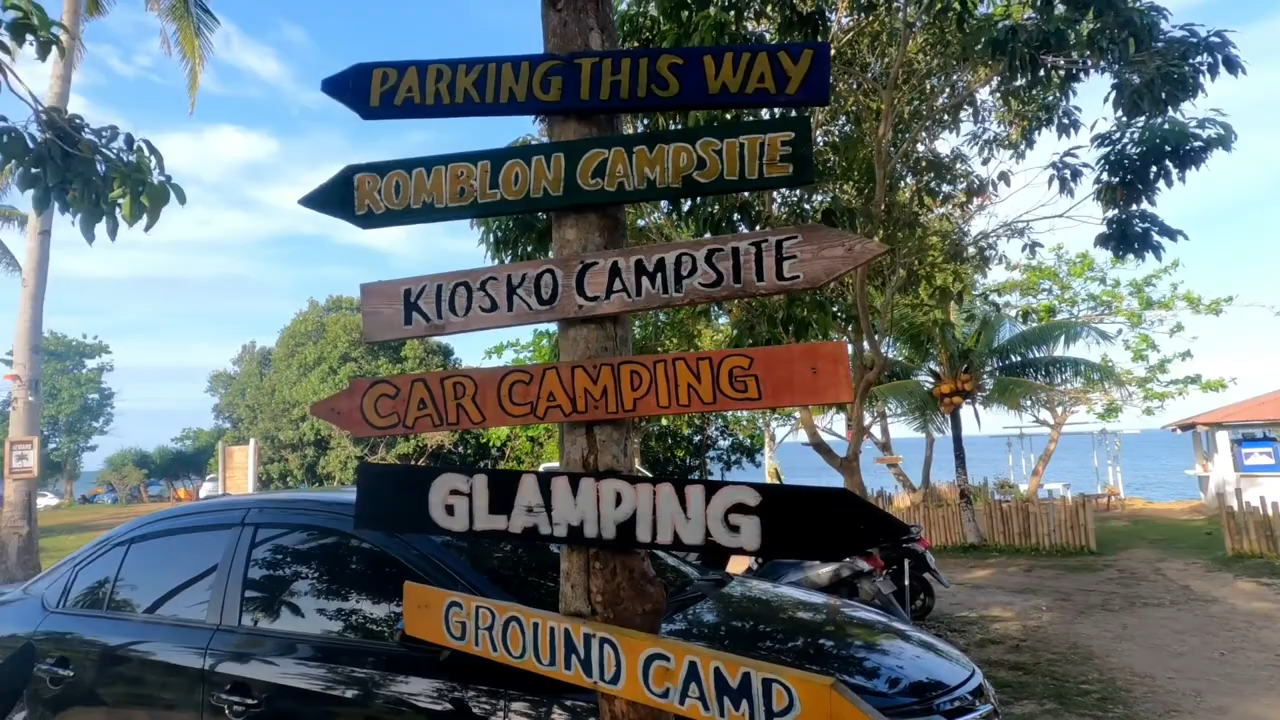 PARKING THIS WAY
ROMBLON CAMPSITE
KIOSKO CAMPSITE
CAR CAMPING
GLAMPING
GROUND CAMP